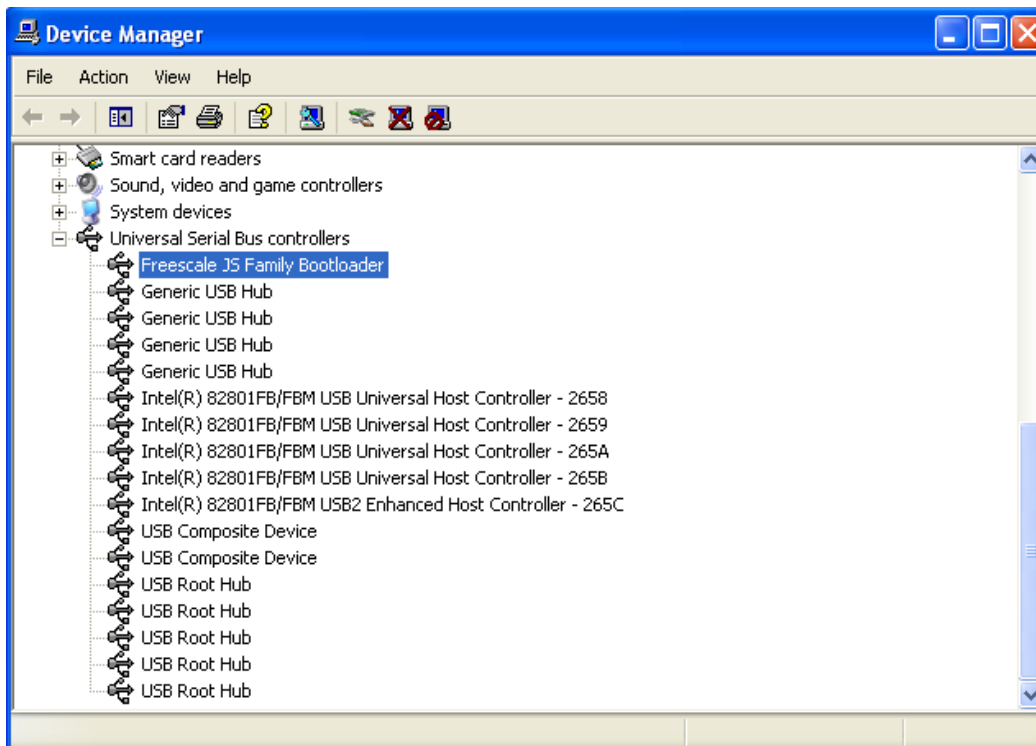 Device Manager
File Action View Help
Smart card readers
Sound, video and game controllers
System devices
Universal Serial Bus controllers
Freescale JS Family Bootloader
Generic USB Hub
Generic USB Hub
Generic USB Hub
Generic USB Hub
Intel(R) 82801FB/FBM USB Universal Host Controller - 2658
Intel(R) 82801FB/FBM USB Universal Host Controller - 2659
Intel(R) 82801FB/FBM USB Universal Host Controller - 265A
Intel(R) 82801FB/FBM USB Universal Host Controller - 265B
Intel(R) 82801FB/FBM USB2 Enhanced Host Controller - 265C
USB Composite Device
USB Composite Device
USB Root Hub
USB Root Hub
USB Root Hub
USB Root Hub
USB Root Hub